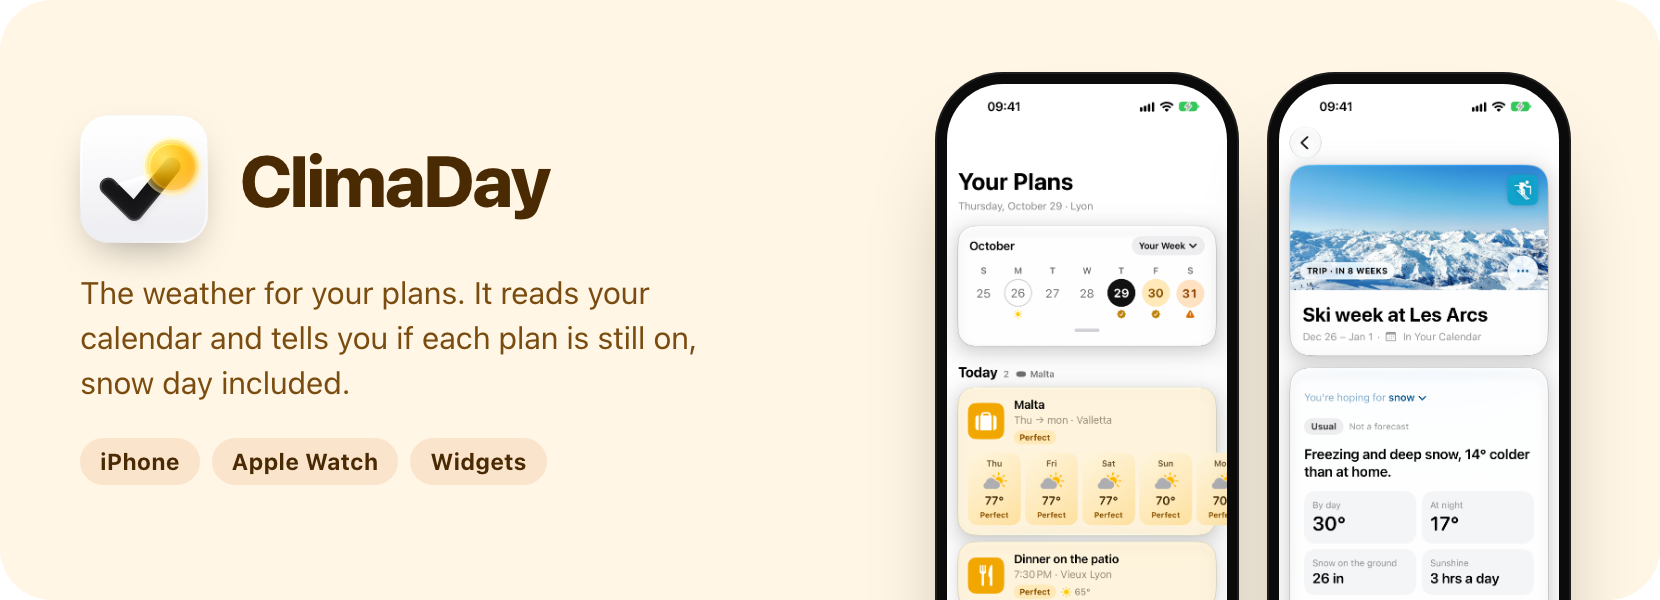 ClimaDay
The weather for your plans. It reads your
calendar and tells you if each plan is still on,
snow day included.
iPhone
Apple Watch
Widgets
09:41
Your Plans
Thursday, October 29 · Lyon
October
Your Week
S M T W T F S
25 26 27 28 29 30 31
Today 2 Malta
Malta
Thu → mon · Valletta
Perfect
Thu Fri Sat Sun Mo
77° 77° 77° 70° 70
Perfect Perfect Perfect Perfect Perfe
Dinner on the patio
7:30 PM · Vieux Lyon
Perfect 65°
09:41
TRIP · IN 8 WEEKS
Ski week at Les Arcs
Dec 26 – Jan 1 · In Your Calendar
You're hoping for snow
Usual Not a forecast
Freezing and deep snow, 14° colder
than at home.
By day At night
30° 17°
Snow on the ground Sunshine
26 in 3 hrs a day